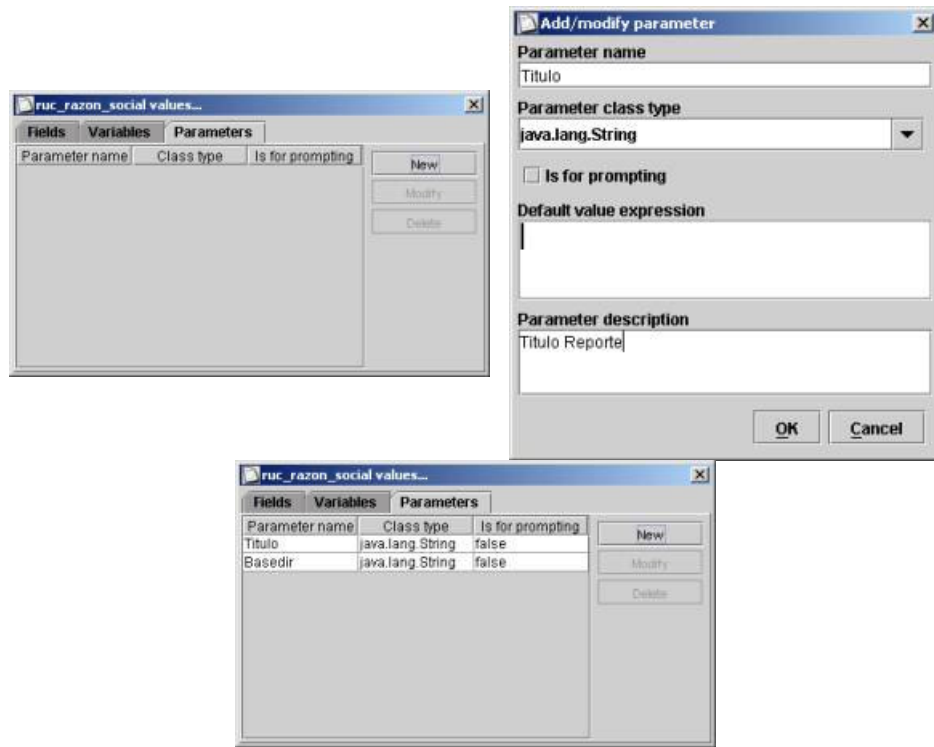 ruc_razon_social values...
Fields Variables Parameters
Parameter name Class type Is for prompting
New
Modify
Delete
Add/modify parameter
Parameter name
Titulo
Parameter class type
java.lang.String
Is for prompting
Default value expression
Parameter description
Titulo Reporte
OK Cancel
ruc_razon_social values...
Fields Variables Parameters
Parameter name Class type Is for prompting
Titulo java.lang.String false
Basedir java.lang.String false
New
Modify
Delete